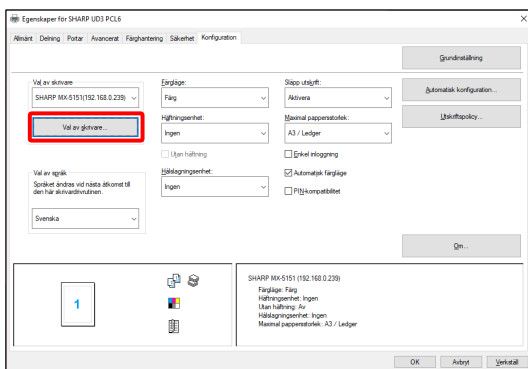 Egenskaper för SHARP UD3 PCL6
Allmänt Delning Portar Avancerat Färghantering Säkerhet Konfiguration
Grundinställning
Val av skrivare
SHARP MX-5151(192.168.0.239)
Val av skrivare...
Val av språk
Språket ändras vid nästa åtkomst till
den här skrivardrivrutinen.
Svenska
Färgläge:
Färg
Häftningsenhet:
Ingen
Utan häftning
Hålslagningsenhet:
Ingen
Släpp utskrift:
Aktivera
Maximal pappersstorlek:
A3 / Ledger
Enkel inloggning
Automatisk färgläge
PIN-kompatibilitet
Automatisk konfiguration...
Utskriftspolicy...
Om...
1
SHARP MX-5151 (192.168.0.239)
Färgläge: Färg
Häftningsenhet: Ingen
Utan häftning: Av
Hålslagningsenhet: Ingen
Maximal pappersstorlek: A3 / Ledger
OK Avbryt Verkställ